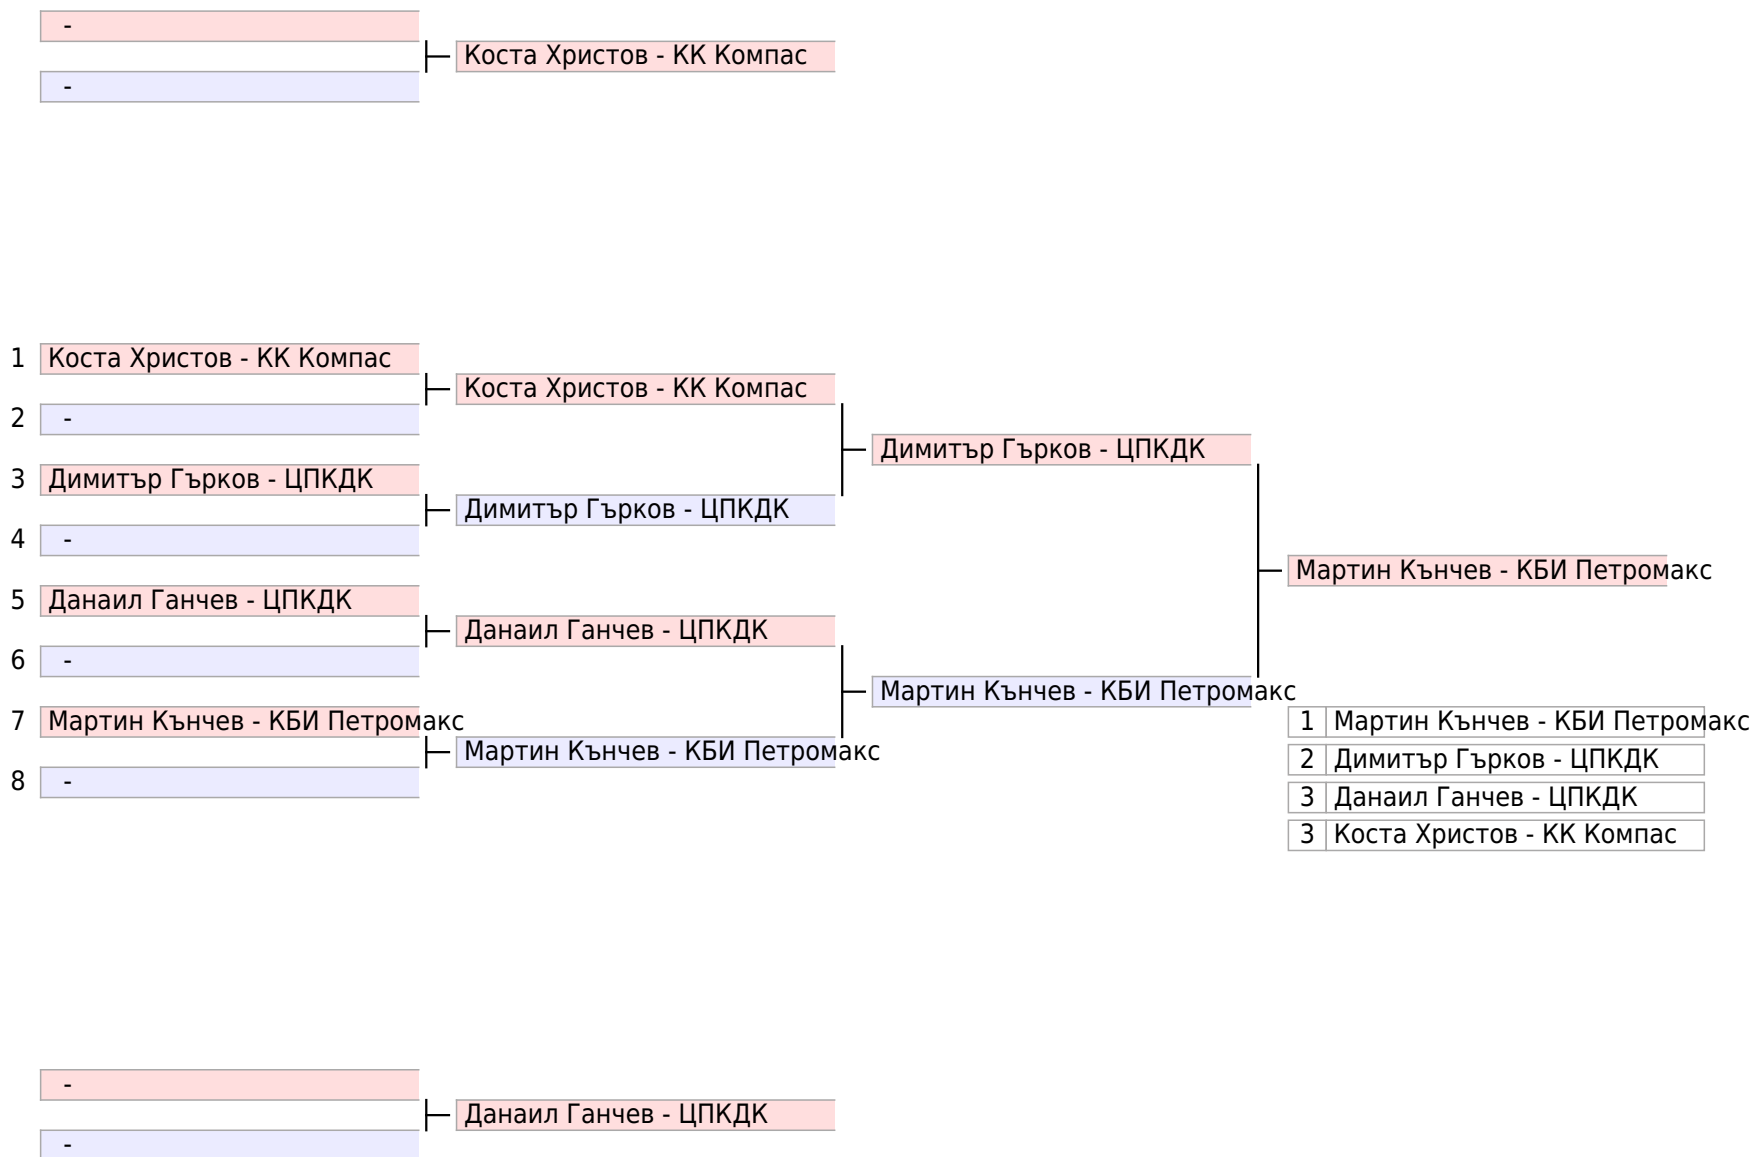 -
Коста Христов - КК Компас
-
1 Коста Христов - КК Компас
Коста Христов - КК Компас
2 -
Димитър Гърков - ЦПКДК
3 Димитър Гърков - ЦПКДК
Димитър Гърков - ЦПКДК
4 -
Мартин Кънчев - КБИ Петромакс
5 Данаил Ганчев - ЦПКДК
Данаил Ганчев - ЦПКДК
6 -
Мартин Кънчев - КБИ Петромакс
7 Мартин Кънчев - КБИ Петромакс
Мартин Кънчев - КБИ Петромакс
8 -
1 Мартин Кънчев - КБИ Петромакс
2 Димитър Гърков - ЦПКДК
3 Данаил Ганчев - ЦПКДК
3 Коста Христов - КК Компас
-
Данаил Ганчев - ЦПКДК
-